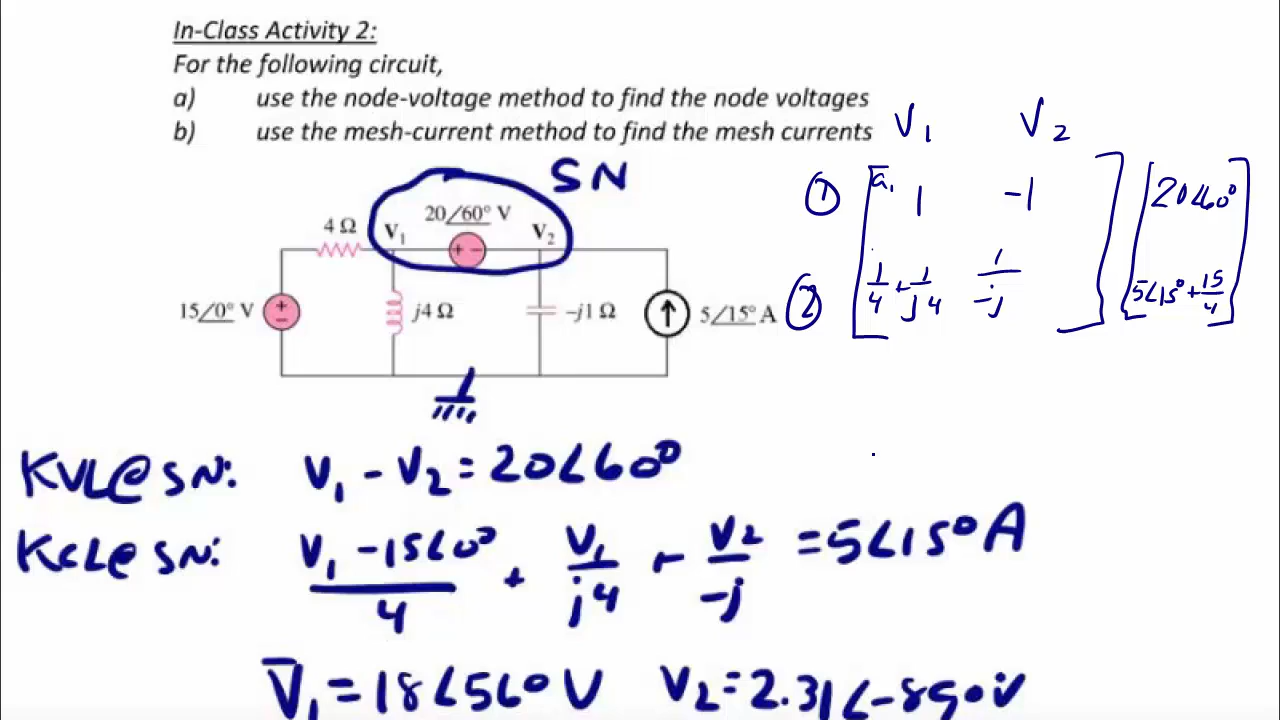 In-Class Activity 2:
For the following circuit,
a) use the node-voltage method to find the node voltages
b) use the mesh-current method to find the mesh currents
V1 V2
SN
① a1 1 -1 20∠60°
② 1/4 + 1/j4 1/-j 5∠15° + 15/4
20/60° V
4 Ω V1 + − V2
15/0° V + − j4 Ω −j1 Ω 5/15° A
KVL@SN: V1 - V2 = 20∠60°
KCL@SN: (V1 - 15∠0°)/4 + V1/j4 + V2/-j = 5∠15° A
V1 = 18∠56° V V2 = 2.31∠-89° V